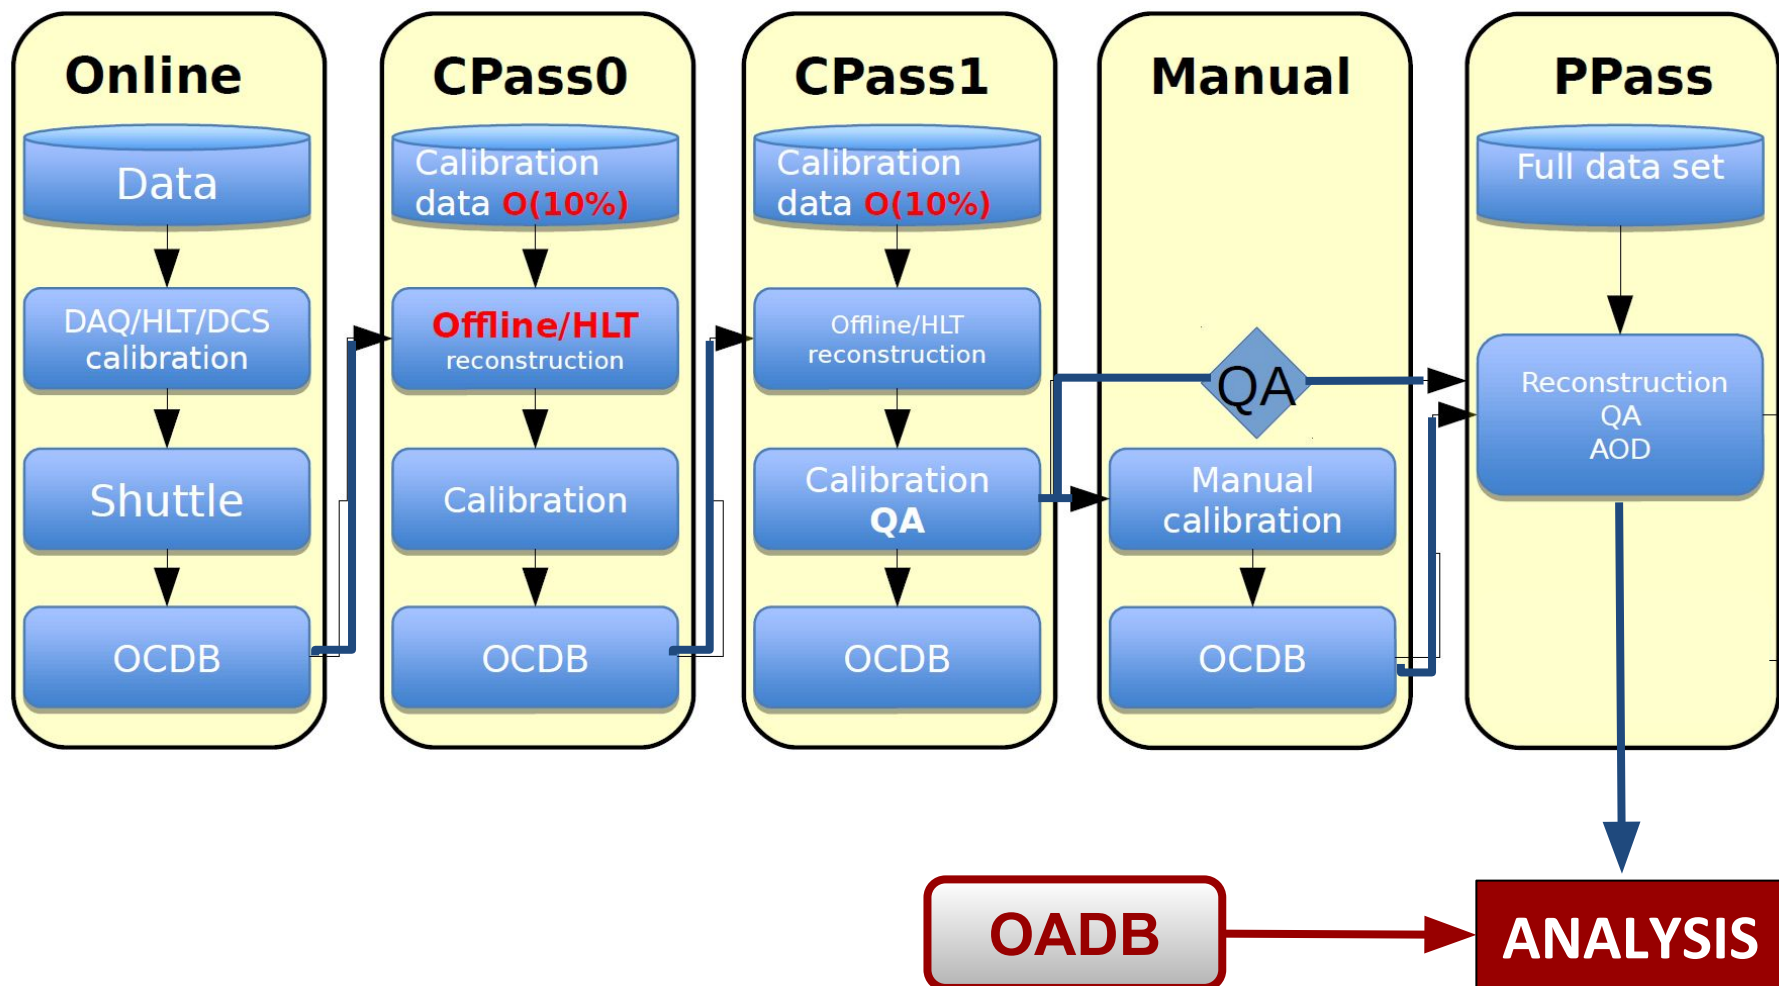 Online
Data
DAQ/HLT/DCS
calibration
Shuttle
OCDB
CPass0
Calibration
data O(10%)
Offline/HLT
reconstruction
Calibration
OCDB
CPass1
Calibration
data O(10%)
Offline/HLT
reconstruction
Calibration
QA
OCDB
Manual
QA
Manual
calibration
OCDB
PPass
Full data set
Reconstruction
QA
AOD
OADB
ANALYSIS